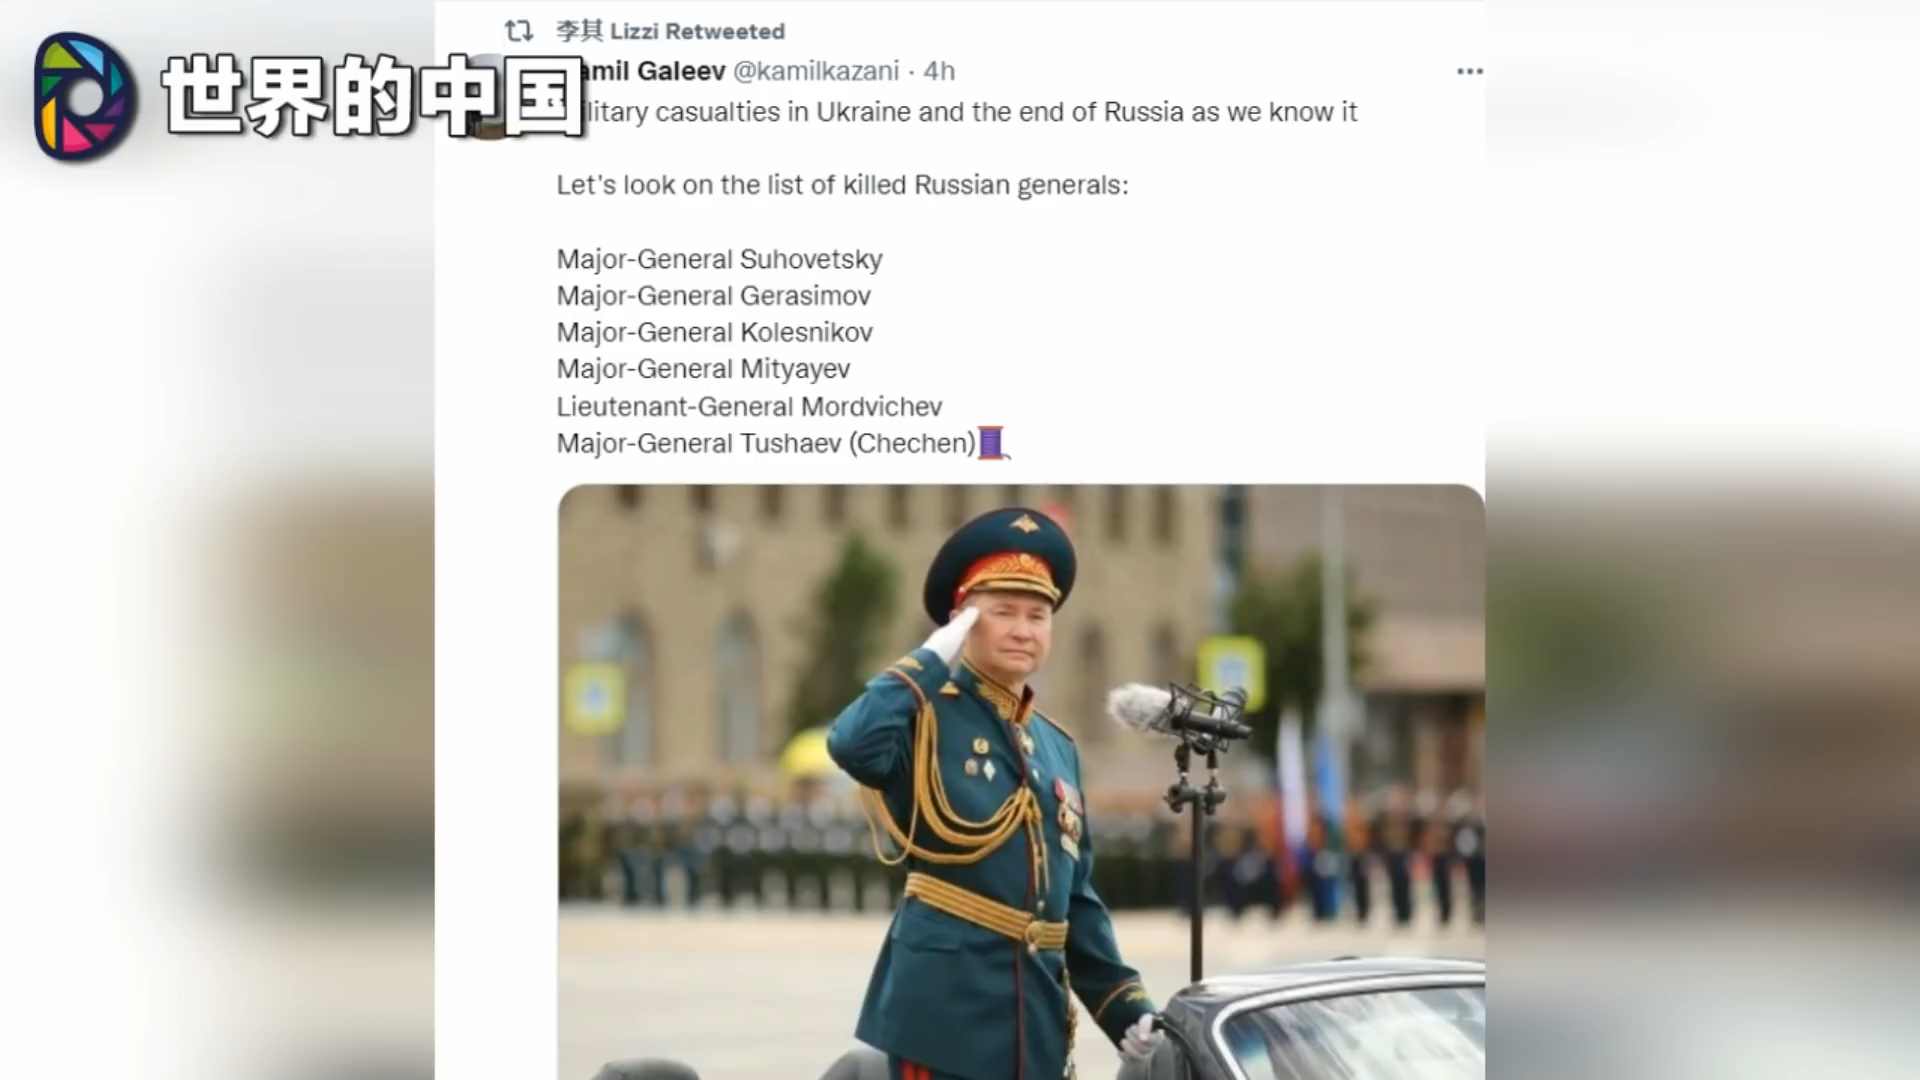 李其 Lizzi Retweeted
世界的中国
amil Galeev @kamilkazani · 4h
litary casualties in Ukraine and the end of Russia as we know it
Let's look on the list of killed Russian generals:
Major-General Suhovetsky
Major-General Gerasimov
Major-General Kolesnikov
Major-General Mityayev
Lieutenant-General Mordvichev
Major-General Tushaev (Chechen)